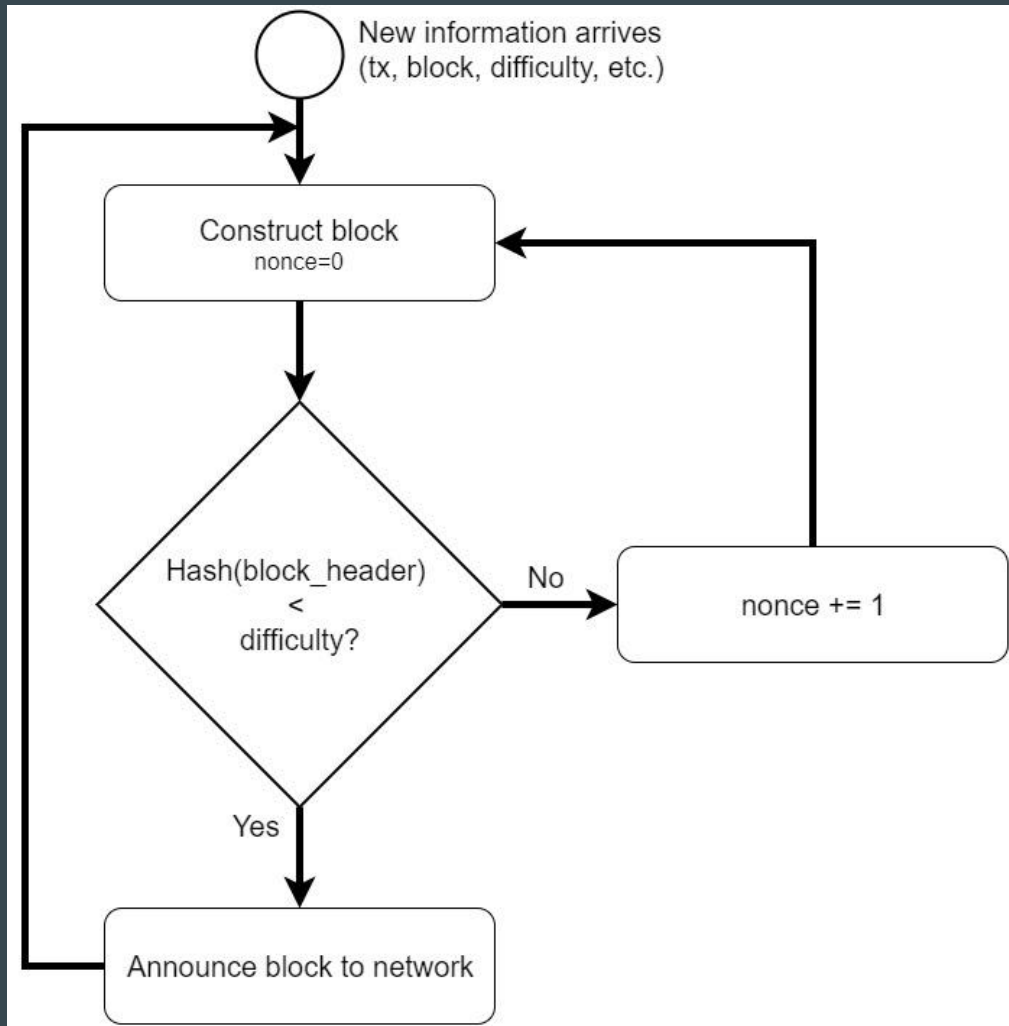 New information arrives
(tx, block, difficulty, etc.)
Construct block
nonce=0
Hash(block_header)
<
difficulty?
No
nonce += 1
Yes
Announce block to network